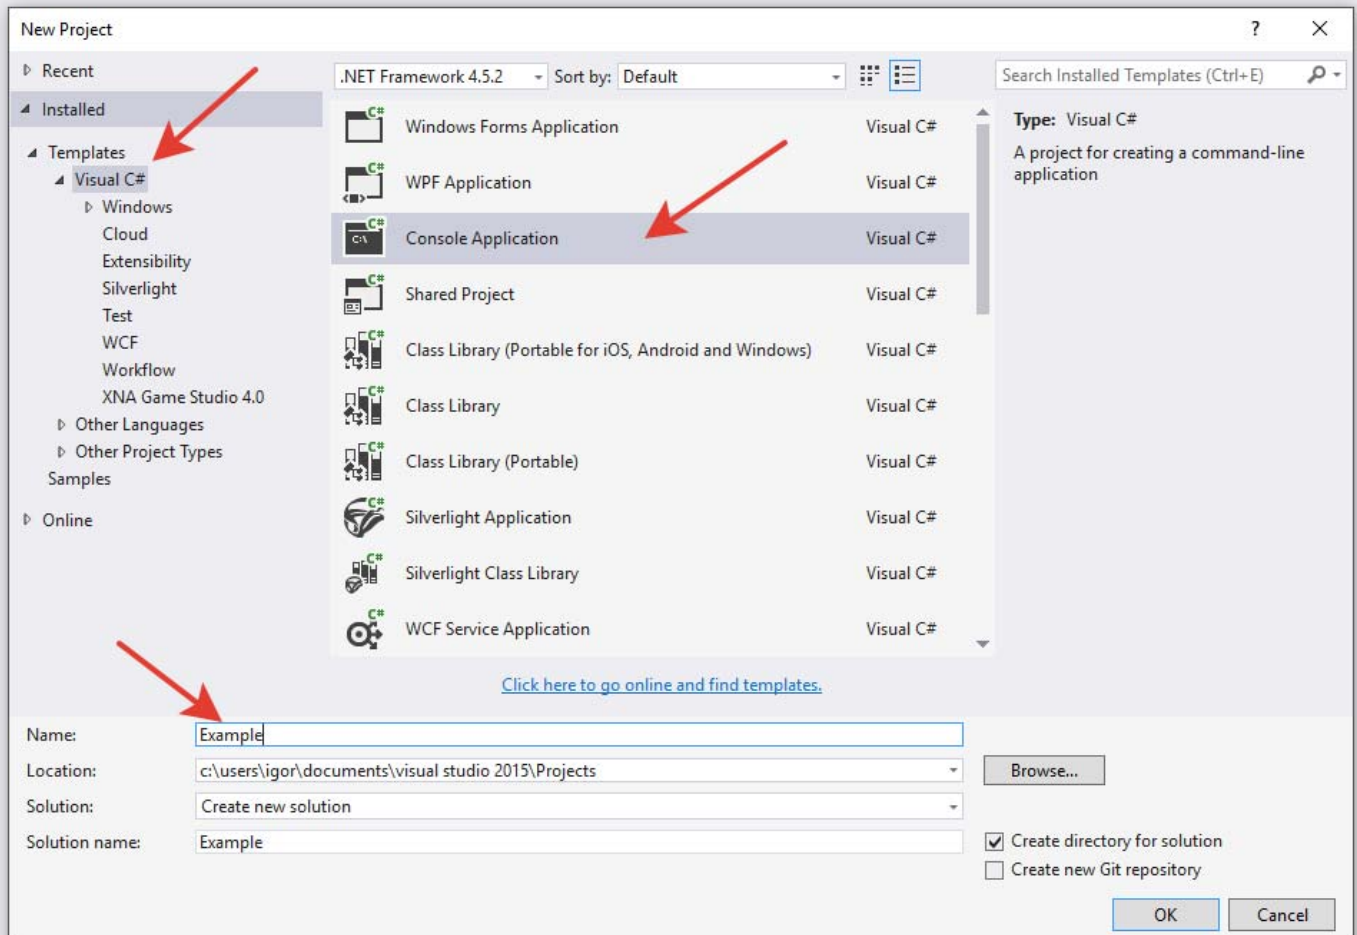 New Project
? ×
Recent
Installed
Templates
Visual C#
Windows
Cloud
Extensibility
Silverlight
Test
WCF
Workflow
XNA Game Studio 4.0
Other Languages
Other Project Types
Samples
Online
.NET Framework 4.5.2 Sort by: Default
C# Windows Forms Application Visual C#
C# WPF Application Visual C#
C# C:\ Console Application Visual C#
C# Shared Project Visual C#
C# Class Library (Portable for iOS, Android and Windows) Visual C#
C# Class Library Visual C#
C# Class Library (Portable) Visual C#
C# Silverlight Application Visual C#
C# Silverlight Class Library Visual C#
C# WCF Service Application Visual C#
Click here to go online and find templates.
Search Installed Templates (Ctrl+E)
Type: Visual C#
A project for creating a command-line
application
Name: Example
Location: c:\users\igor\documents\visual studio 2015\Projects Browse...
Solution: Create new solution
Solution name: Example
Create directory for solution
Create new Git repository
OK Cancel